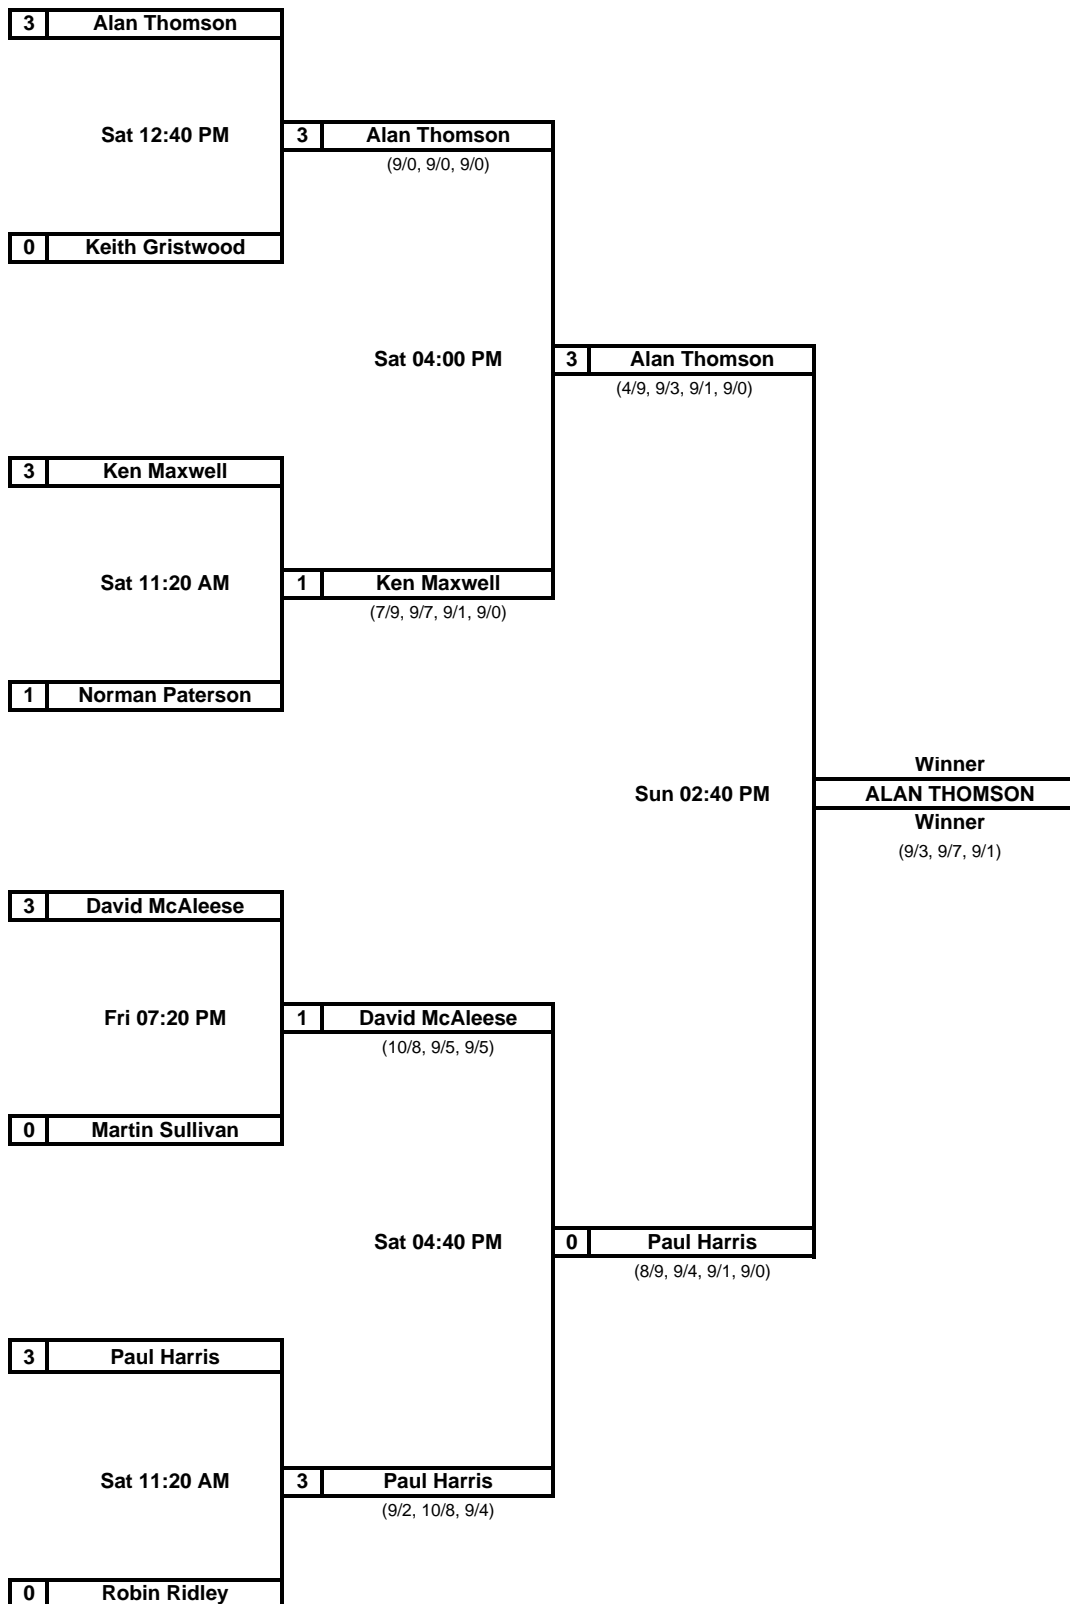 3 Alan Thomson
Sat 12:40 PM
3 Alan Thomson
(9/0, 9/0, 9/0)
0 Keith Gristwood
Sat 04:00 PM
3 Alan Thomson
(4/9, 9/3, 9/1, 9/0)
3 Ken Maxwell
Sat 11:20 AM
1 Ken Maxwell
(7/9, 9/7, 9/1, 9/0)
1 Norman Paterson
Winner
Sun 02:40 PM
ALAN THOMSON
Winner
(9/3, 9/7, 9/1)
3 David McAleese
Fri 07:20 PM
1 David McAleese
(10/8, 9/5, 9/5)
0 Martin Sullivan
Sat 04:40 PM
0 Paul Harris
(8/9, 9/4, 9/1, 9/0)
3 Paul Harris
Sat 11:20 AM
3 Paul Harris
(9/2, 10/8, 9/4)
0 Robin Ridley